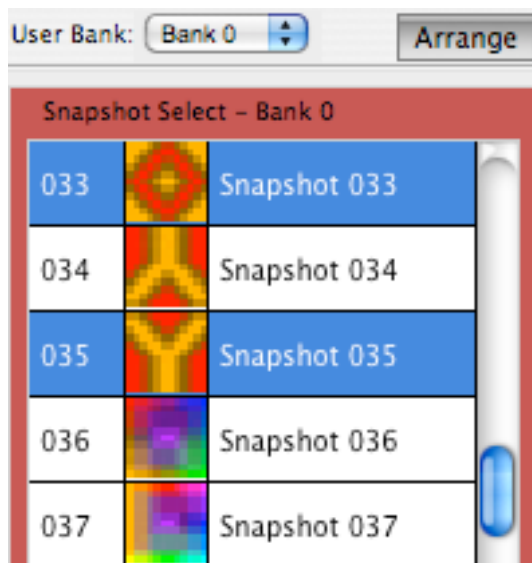 User Bank: Bank 0 Arrange
Snapshot Select – Bank 0
033 Snapshot 033
034 Snapshot 034
035 Snapshot 035
036 Snapshot 036
037 Snapshot 037